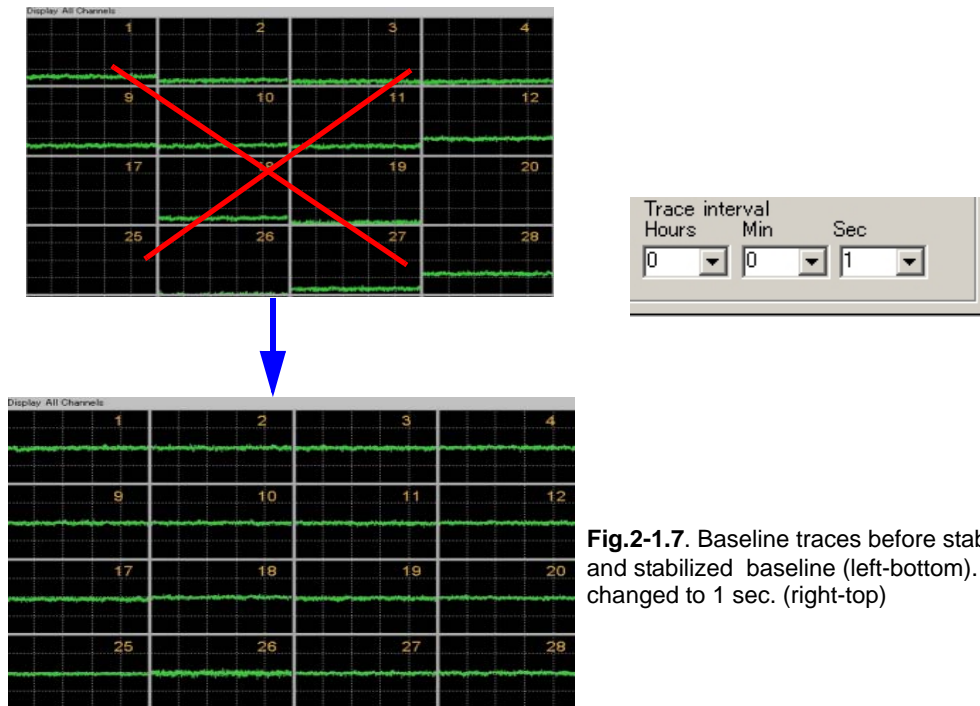 Display All Channels
1 2 3 4
9 10 11 12
17 19 20
25 26 27 28
Trace interval
Hours Min Sec
0 0 1
Display All Channels
1 2 3 4
9 10 11 12
17 18 19 20
25 26 27 28
Fig.2-1.7. Baseline traces before stab
and stabilized baseline (left-bottom).
changed to 1 sec. (right-top)